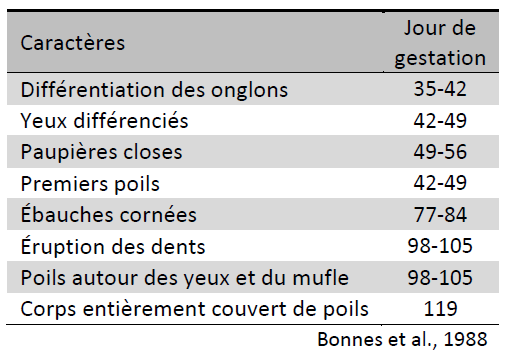 Caractères Jour de gestation
Différentiation des onglons 35-42
Yeux différenciés 42-49
Paupières closes 49-56
Premiers poils 42-49
Ébauches cornées 77-84
Éruption des dents 98-105
Poils autour des yeux et du mufle 98-105
Corps entièrement couvert de poils 119
Bonnes et al., 1988